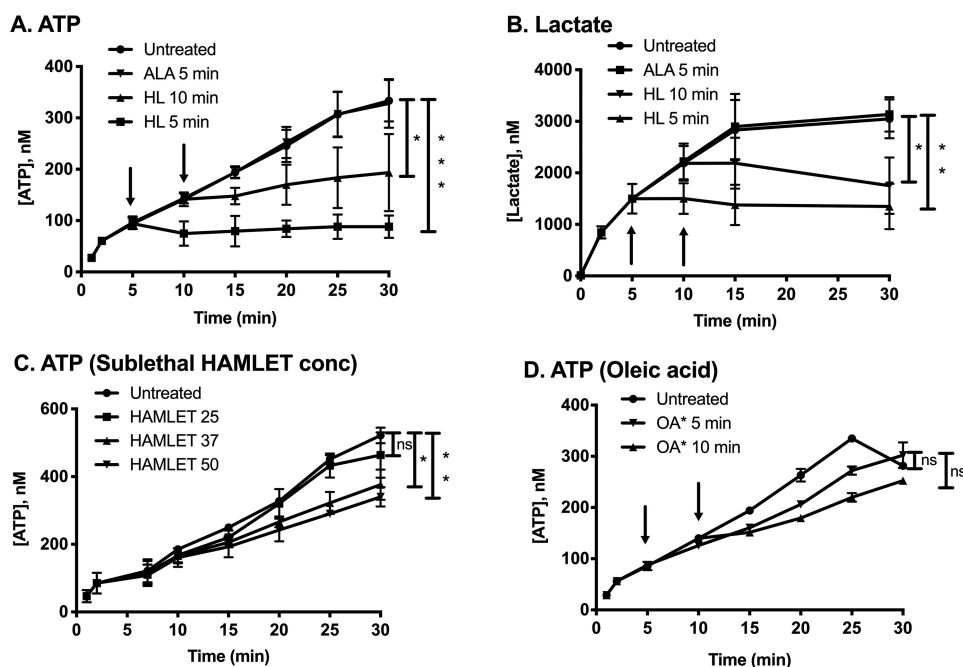 A. ATP
Untreated
ALA 5 min
HL 10 min
HL 5 min
400
300
200
100
0
[ATP], nM
0 5 10 15 20 25 30
Time (min)
*
* * *
B. Lactate
Untreated
ALA 5 min
HL 10 min
HL 5 min
4000
3000
2000
1000
0
[Lactate], nM
0 5 10 15 20 25 30
Time (min)
*
* *
C. ATP (Sublethal HAMLET conc)
Untreated
HAMLET 25
HAMLET 37
HAMLET 50
600
400
200
0
[ATP], nM
0 5 10 15 20 25 30
Time (min)
ns
*
* *
D. ATP (Oleic acid)
Untreated
OA* 5 min
OA* 10 min
400
300
200
100
0
[ATP], nM
0 5 10 15 20 25 30
Time (min)
ns
ns